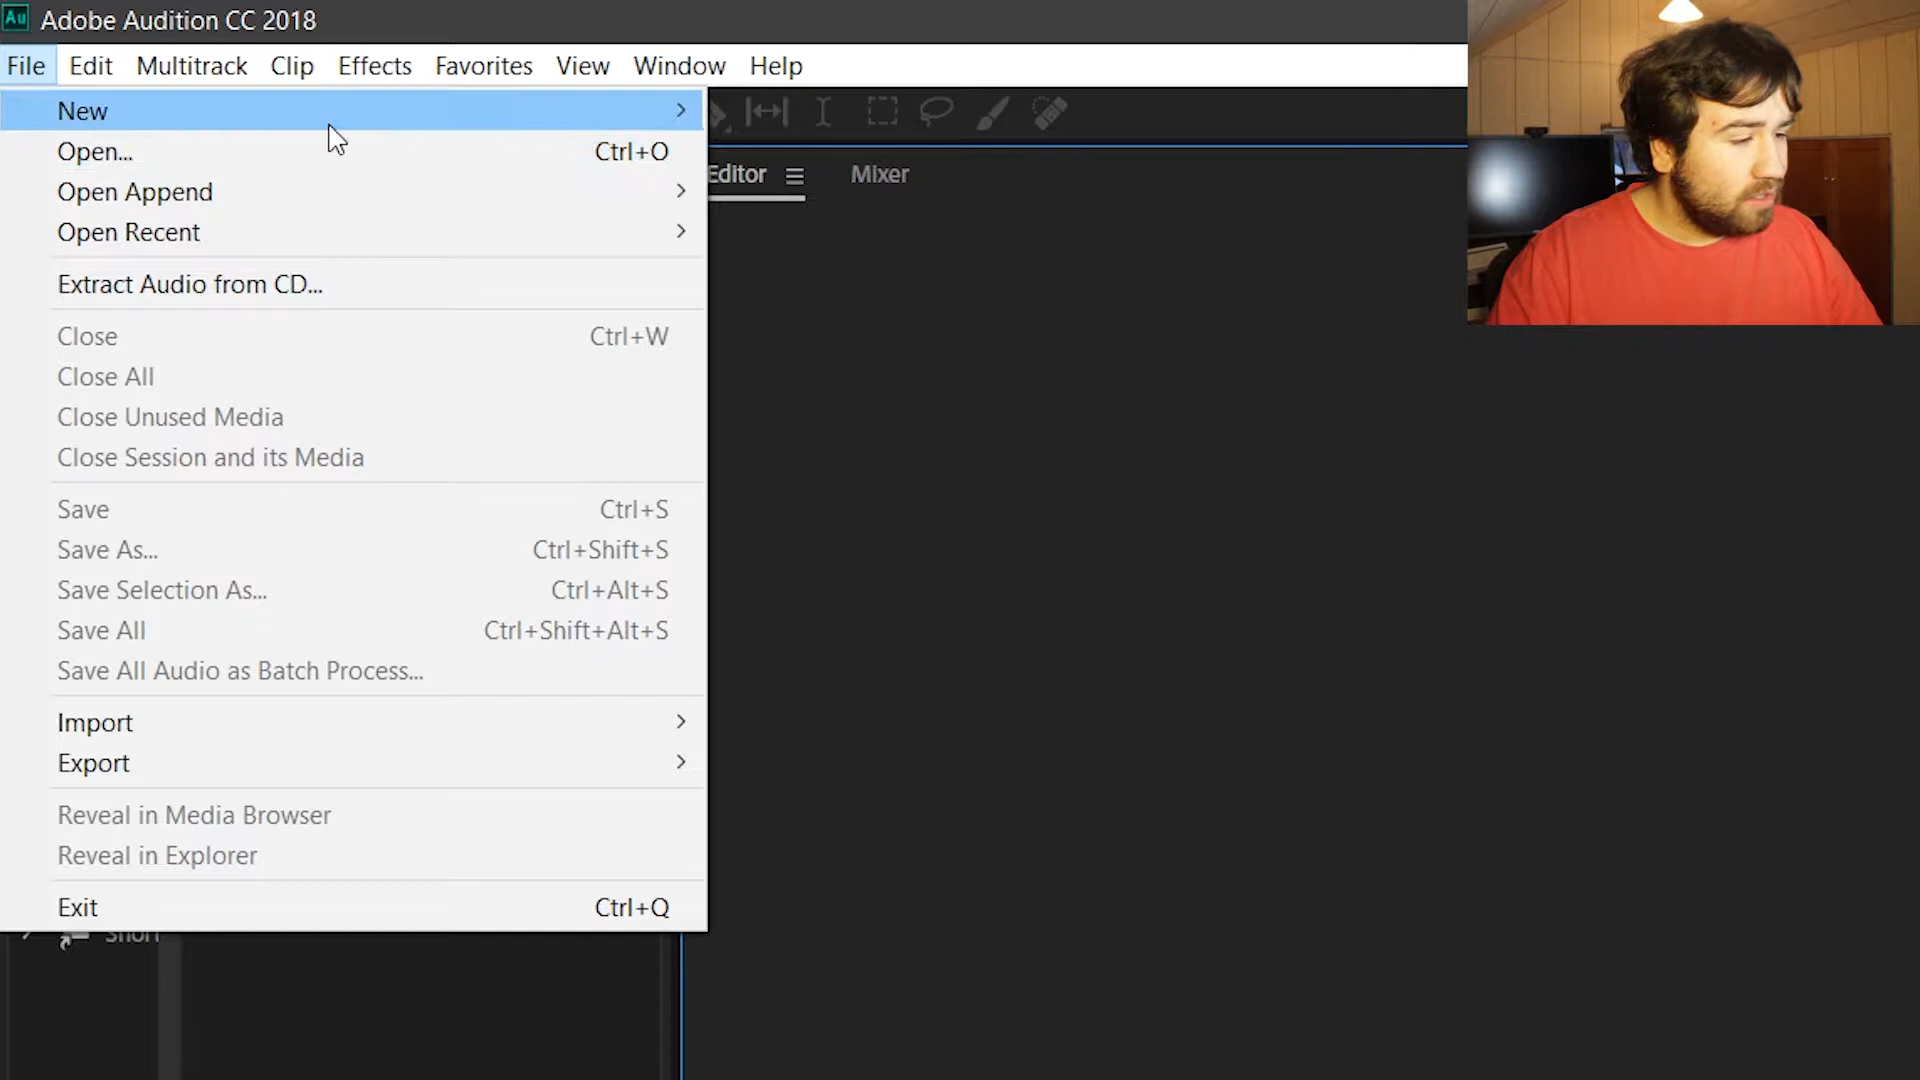 Au Adobe Audition CC 2018
File Edit Multitrack Clip Effects Favorites View Window Help
New
Open... Ctrl+O
Open Append
Open Recent
Extract Audio from CD...
Close Ctrl+W
Close All
Close Unused Media
Close Session and its Media
Save Ctrl+S
Save As... Ctrl+Shift+S
Save Selection As... Ctrl+Alt+S
Save All Ctrl+Shift+Alt+S
Save All Audio as Batch Process...
Import
Export
Reveal in Media Browser
Reveal in Explorer
Exit Ctrl+Q
Editor Mixer